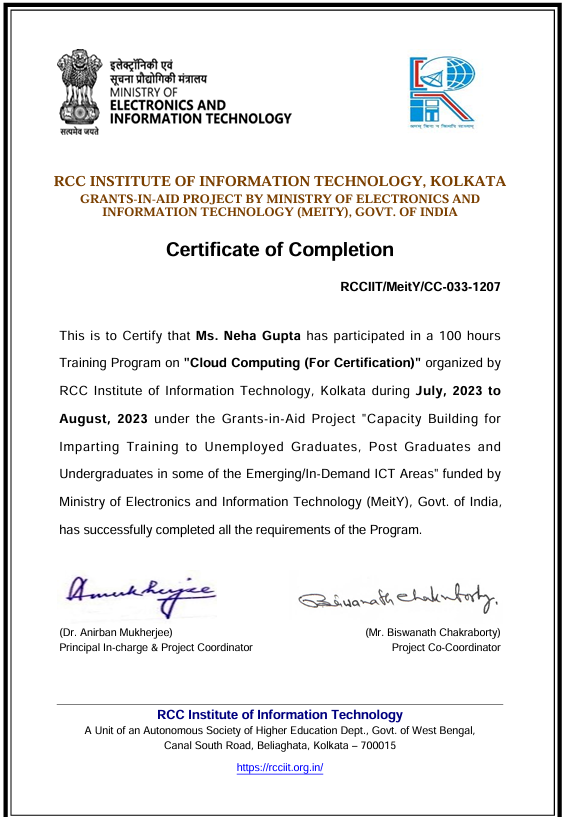 इलेक्ट्रॉनिकी एवं
सूचना प्रौद्योगिकी मंत्रालय
MINISTRY OF
ELECTRONICS AND
INFORMATION TECHNOLOGY
सत्यमेव जयते
RCC INSTITUTE OF INFORMATION TECHNOLOGY, KOLKATA
GRANTS-IN-AID PROJECT BY MINISTRY OF ELECTRONICS AND
INFORMATION TECHNOLOGY (MEITY), GOVT. OF INDIA
Certificate of Completion
RCCIIT/MeitY/CC-033-1207
This is to Certify that Ms. Neha Gupta has participated in a 100 hours
Training Program on "Cloud Computing (For Certification)" organized by
RCC Institute of Information Technology, Kolkata during July, 2023 to
August, 2023 under the Grants-in-Aid Project "Capacity Building for
Imparting Training to Unemployed Graduates, Post Graduates and
Undergraduates in some of the Emerging/In-Demand ICT Areas" funded by
Ministry of Electronics and Information Technology (MeitY), Govt. of India,
has successfully completed all the requirements of the Program.
Amukherjee
Biswanath Chakraborty.
(Dr. Anirban Mukherjee)
(Mr. Biswanath Chakraborty)
Principal In-charge & Project Coordinator
Project Co-Coordinator
RCC Institute of Information Technology
A Unit of an Autonomous Society of Higher Education Dept., Govt. of West Bengal,
Canal South Road, Beliaghata, Kolkata – 700015
https://rcciit.org.in/